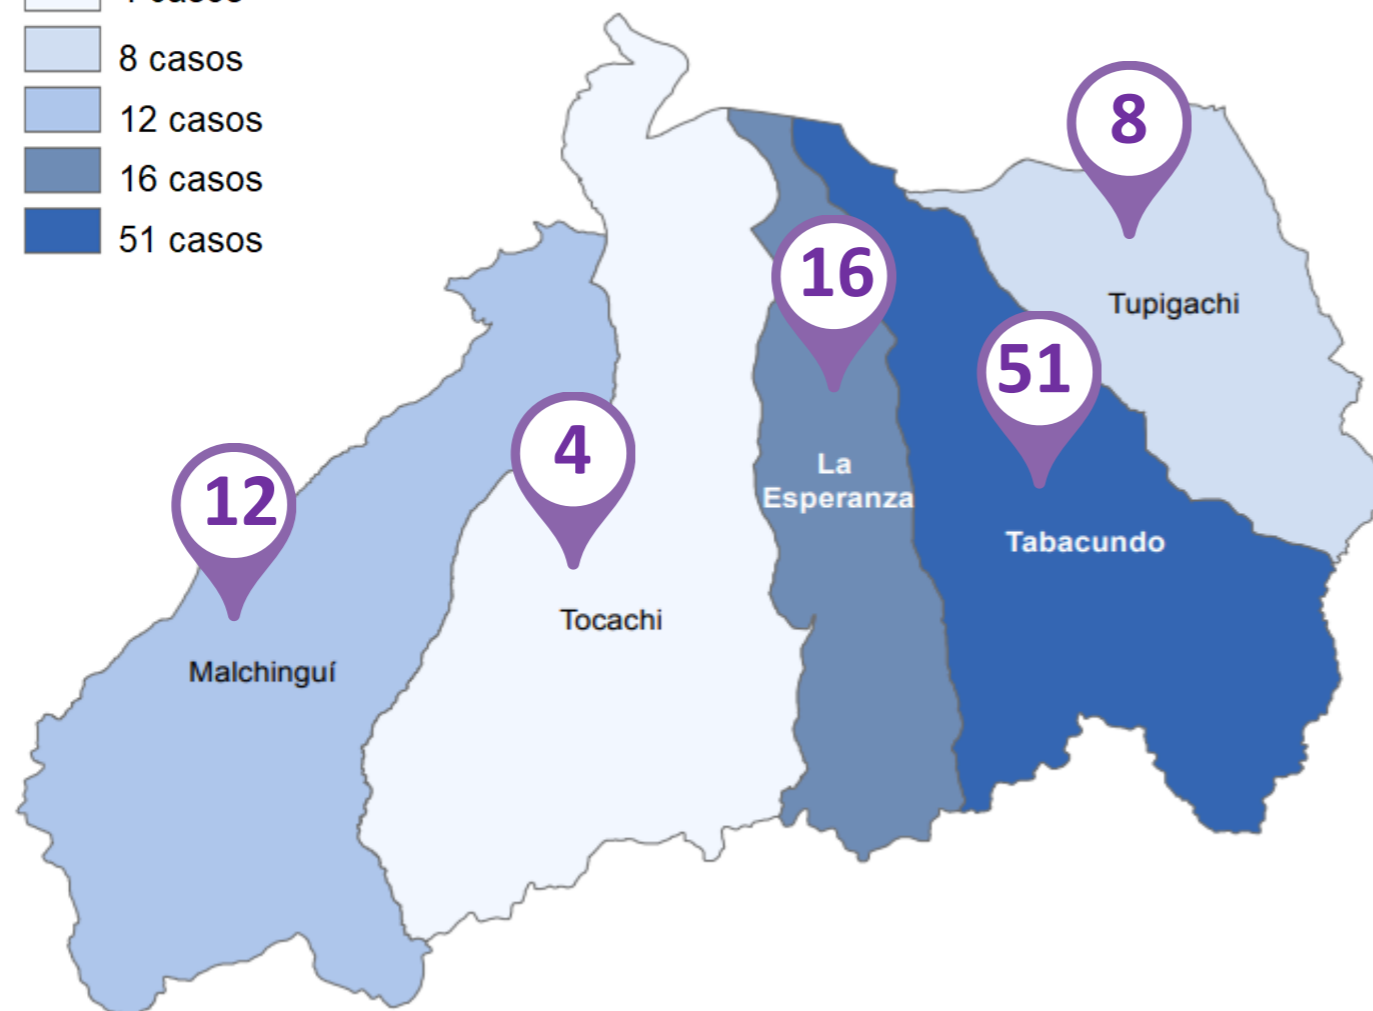 8 casos
12 casos
16 casos
51 casos
8
Tupigachi
16
51
La
Esperanza
Tabacundo
4
12
Tocachi
Malchinguí